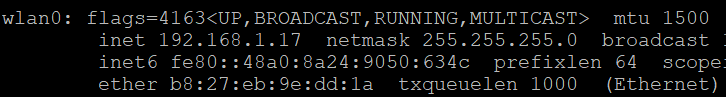 wlan0: flags=4163<UP,BROADCAST,RUNNING,MULTICAST>  mtu 1500
        inet 192.168.1.17  netmask 255.255.255.0  broadcast
        inet6 fe80::48a0:8a24:9050:634c  prefixlen 64  scope
        ether b8:27:eb:9e:dd:1a  txqueuelen 1000  (Ethernet)